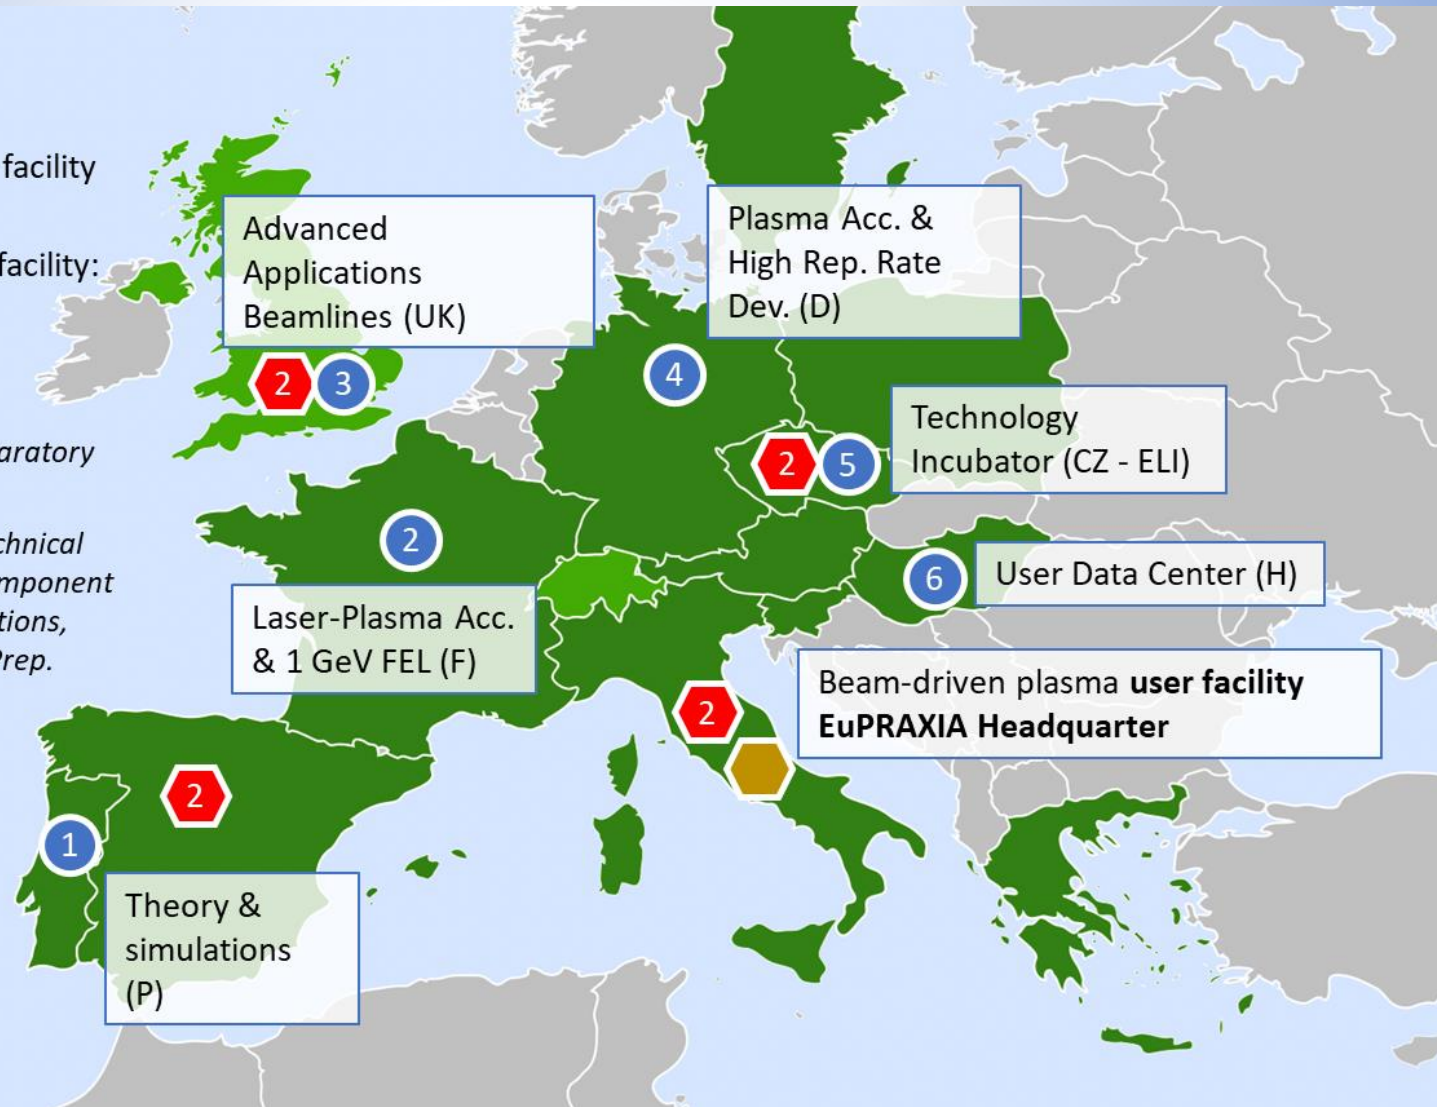 facility
facility:
aratory
chnical
mponent
tions,
Prep.
Advanced
Applications
Beamlines (UK)
2
3
Plasma Acc. &
High Rep. Rate
Dev. (D)
4
Technology
Incubator (CZ - ELI)
2
5
2
Laser-Plasma Acc.
& 1 GeV FEL (F)
6
User Data Center (H)
Beam-driven plasma user facility
EuPRAXIA Headquarter
2
2
1
Theory &
simulations
(P)